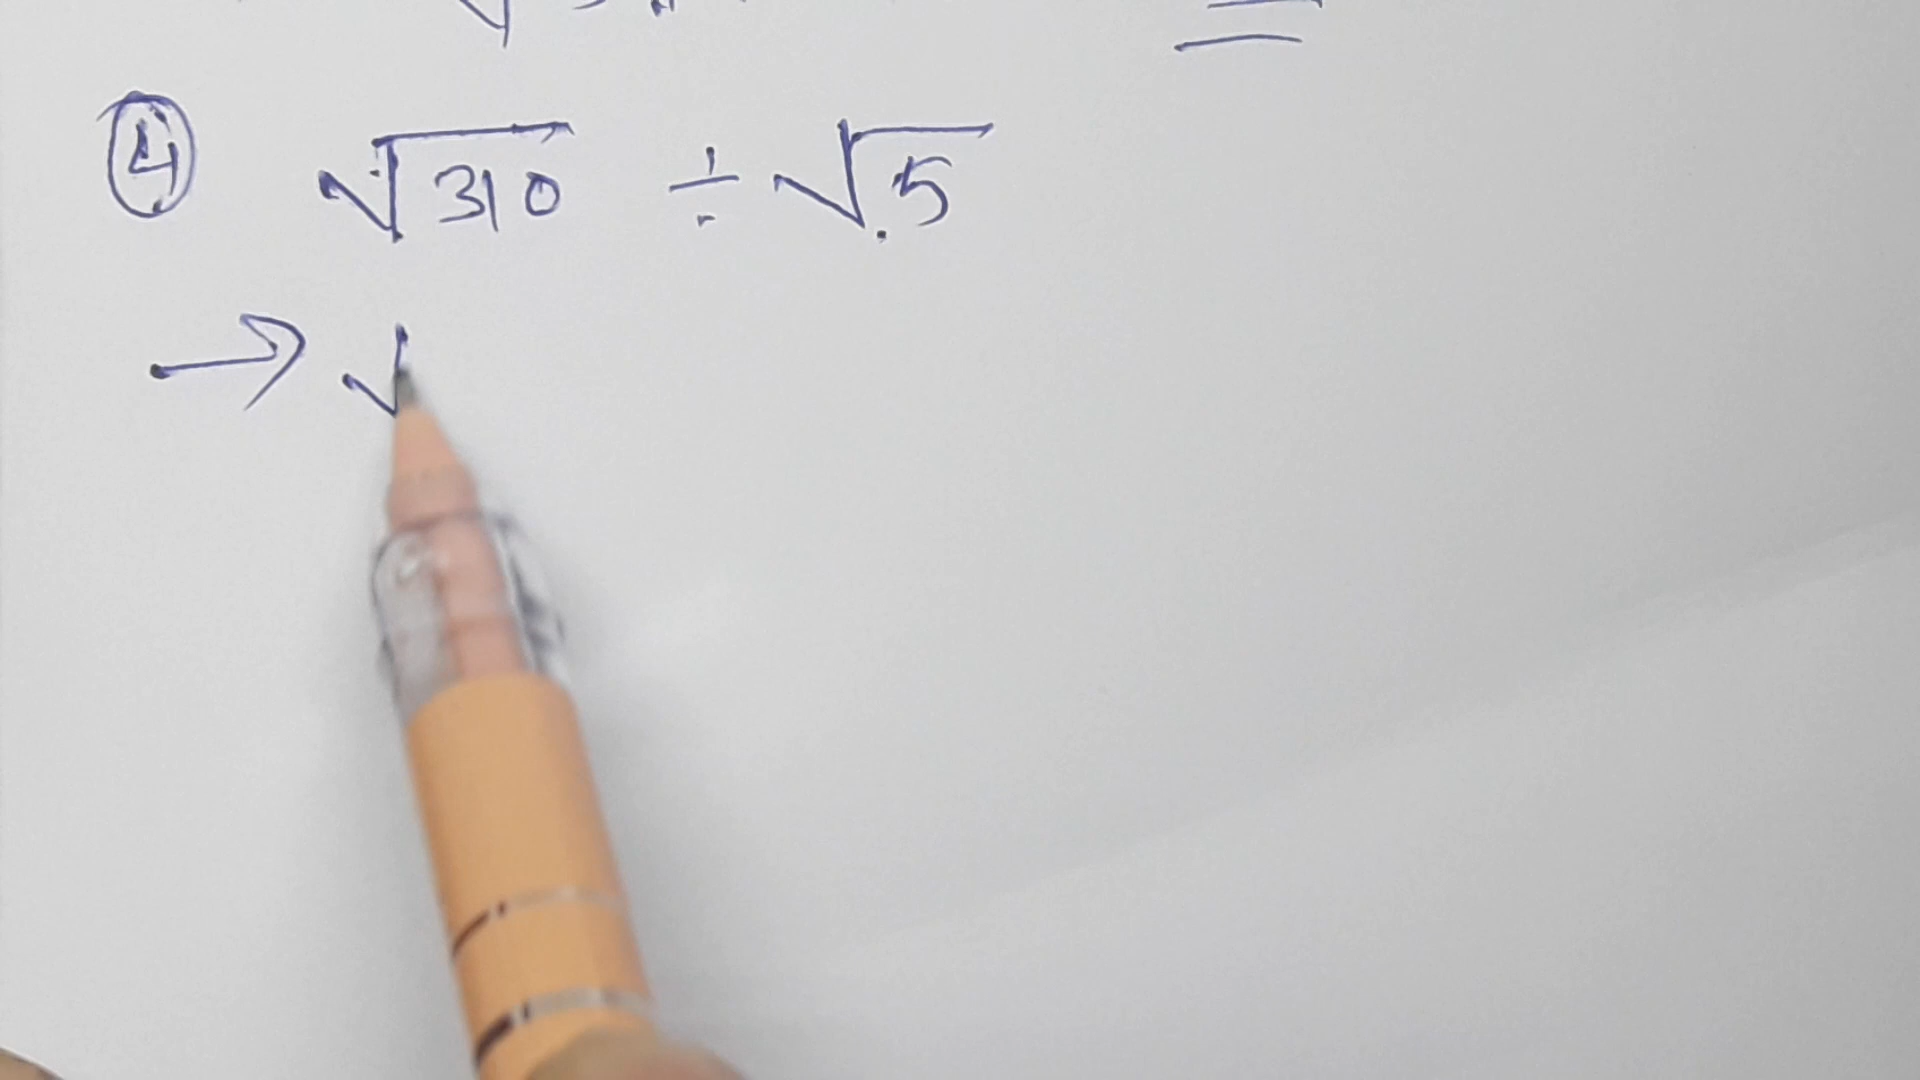 ④ √310 ÷ √5
→ √